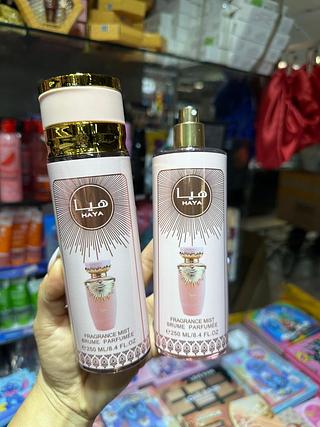 هيا
HAYA
FRAGRANCE MIST
BRUME PARFUMÉE
℮250 ML/8.4 FL.OZ
هيا
HAYA
FRAGRANCE MIST
BRUME PARFUMÉE
℮250 ML/8.4 FL.OZ